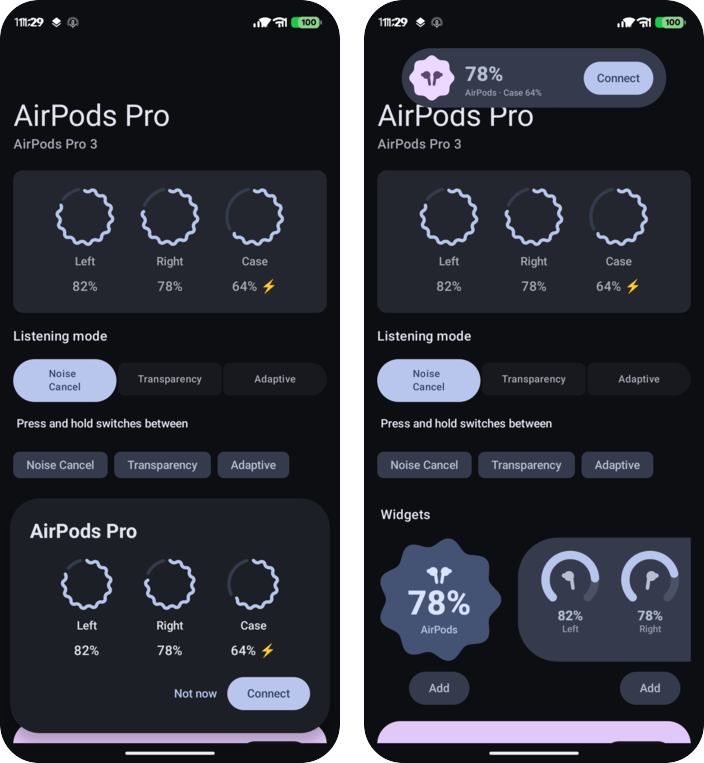 11:29
100
AirPods Pro
AirPods Pro 3
Left
Right
Case
82%
78%
64% ⚡
Listening mode
Noise Cancel
Transparency
Adaptive
Press and hold switches between
Noise Cancel
Transparency
Adaptive
AirPods Pro
Left
Right
Case
82%
78%
64% ⚡
Not now
Connect
11:29
100
78%
AirPods · Case 64%
Connect
AirPods Pro
AirPods Pro 3
Left
Right
Case
82%
78%
64% ⚡
Listening mode
Noise Cancel
Transparency
Adaptive
Press and hold switches between
Noise Cancel
Transparency
Adaptive
Widgets
78%
AirPods
82%
Left
78%
Right
Add
Add